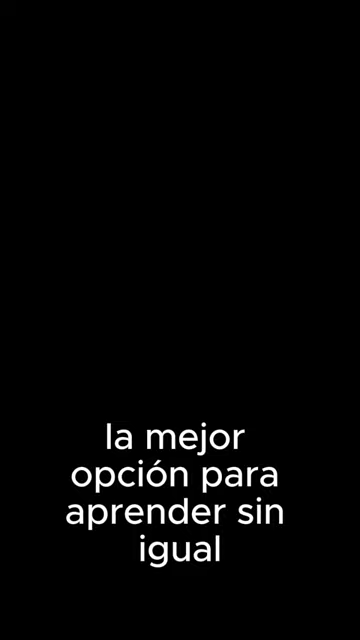 la mejor
opción para
aprender sin
igual